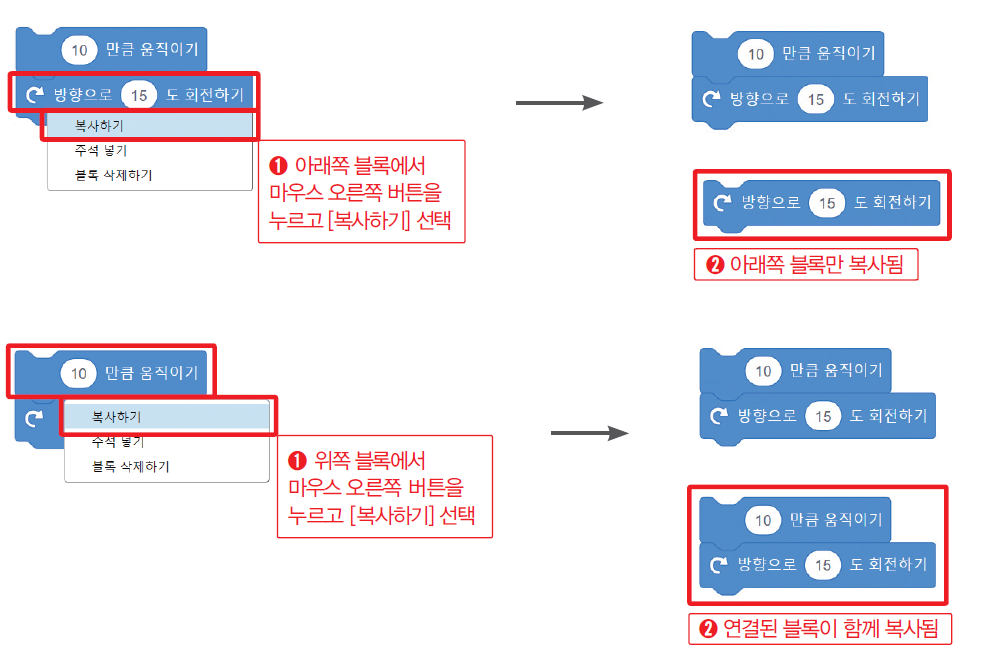 10 만큼 움직이기
방향으로 15 도 회전하기
복사하기
주석 넣기
블록 삭제하기
❶ 아래쪽 블록에서
마우스 오른쪽 버튼을
누르고 [복사하기] 선택
10 만큼 움직이기
방향으로 15 도 회전하기
방향으로 15 도 회전하기
❷ 아래쪽 블록만 복사됨
10 만큼 움직이기
복사하기
주석 넣기
블록 삭제하기
❶ 위쪽 블록에서
마우스 오른쪽 버튼을
누르고 [복사하기] 선택
10 만큼 움직이기
방향으로 15 도 회전하기
10 만큼 움직이기
방향으로 15 도 회전하기
❷ 연결된 블록이 함께 복사됨